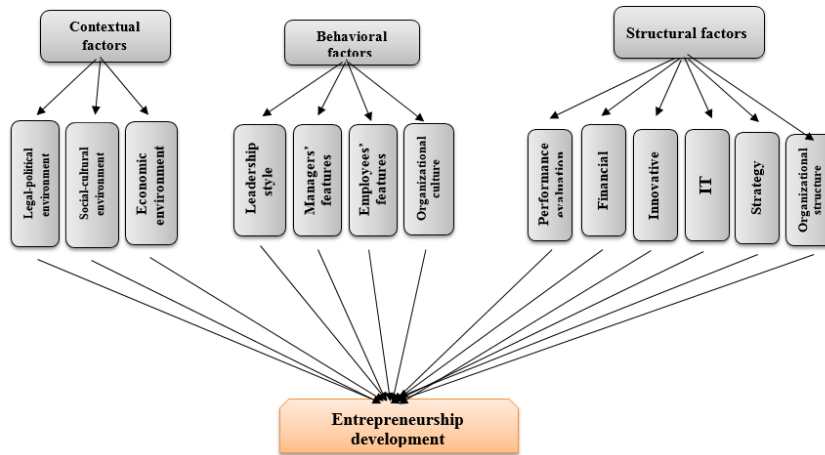 Contextual
factors
Behavioral
factors
Structural factors
Legal-political
environment
Social-cultural
environment
Economic
environment
Leadership
style
Managers'
features
Employees'
features
Organizational
culture
Performance
evaluation
Financial
Innovative
IT
Strategy
Organizational
structure
Entrepreneurship
development